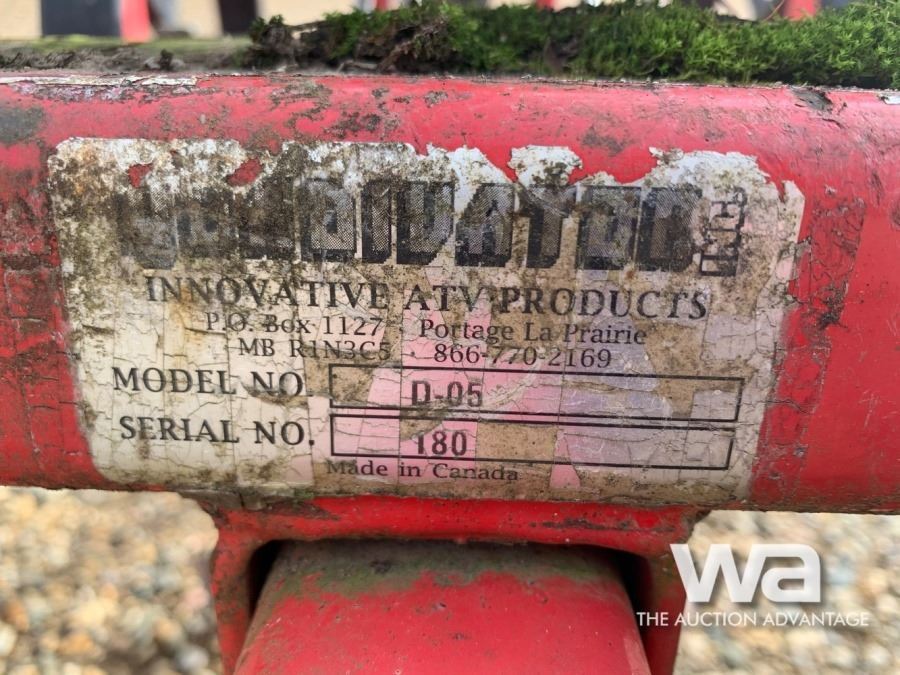 INNOVATIVE ATV PRODUCTS
P.O. Box 1127 · Portage La Prairie
MB R1N3C5 · 866-770-2169
MODEL NO. D-05
SERIAL NO. 180
Made in Canada
wa
THE AUCTION ADVANTAGE